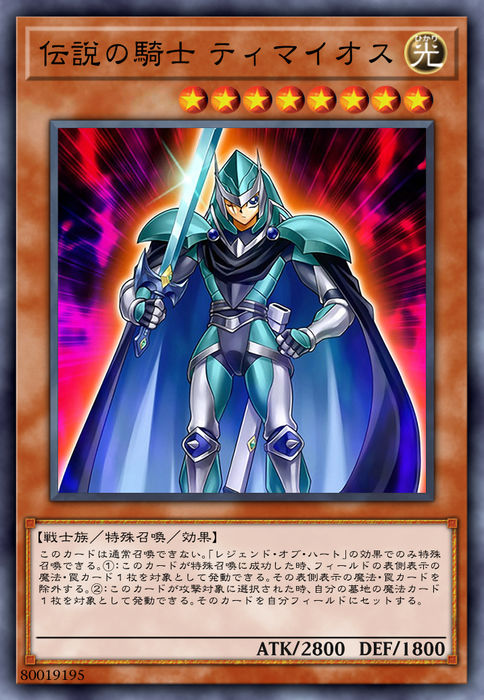 伝説の騎士 ティマイオス
ひかり
光
【戦士族／特殊召喚／効果】
このカードは通常召喚できない。「レジェンド・オブ・ハート」の効果でのみ特殊
召喚できる。①：このカードが特殊召喚に成功した時、フィールドの表側表示の
魔法・罠カード１枚を対象として発動できる。その表側表示の魔法・罠カードを
除外する。②：このカードが攻撃対象に選択された時、自分の墓地の魔法カード
１枚を対象として発動できる。そのカードを自分フィールドにセットする。
ATK/2800 DEF/1800
80019195